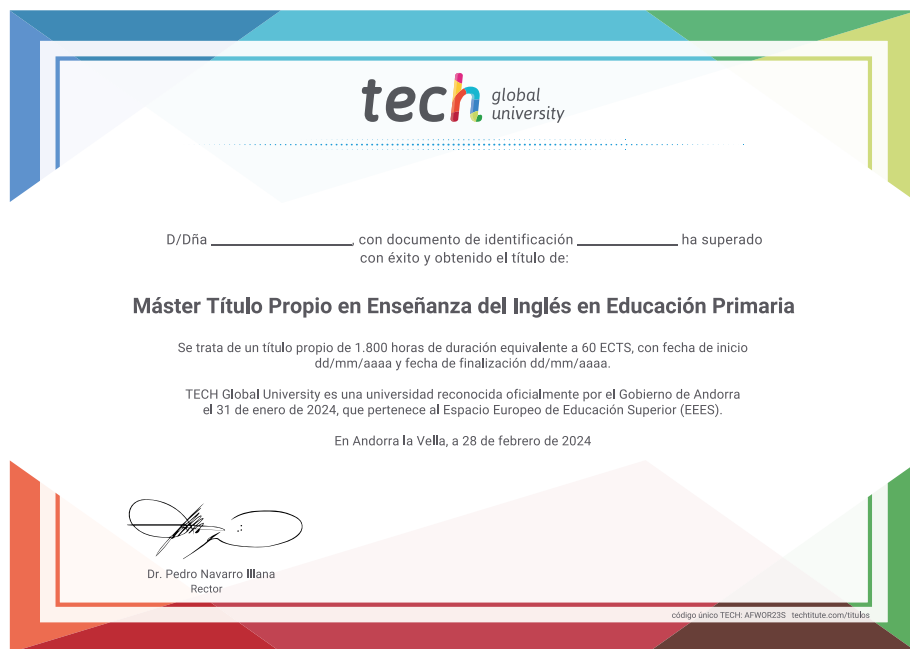 tech global university
D/Dña ____________________, con documento de identificación ______________ ha superado
con éxito y obtenido el título de:
Máster Título Propio en Enseñanza del Inglés en Educación Primaria
Se trata de un título propio de 1.800 horas de duración equivalente a 60 ECTS, con fecha de inicio
dd/mm/aaaa y fecha de finalización dd/mm/aaaa.
TECH Global University es una universidad reconocida oficialmente por el Gobierno de Andorra
el 31 de enero de 2024, que pertenece al Espacio Europeo de Educación Superior (EEES).
En Andorra la Vella, a 28 de febrero de 2024
Dr. Pedro Navarro Illana
Rector
código único TECH: AFWOR23S techtitute.com/titulos